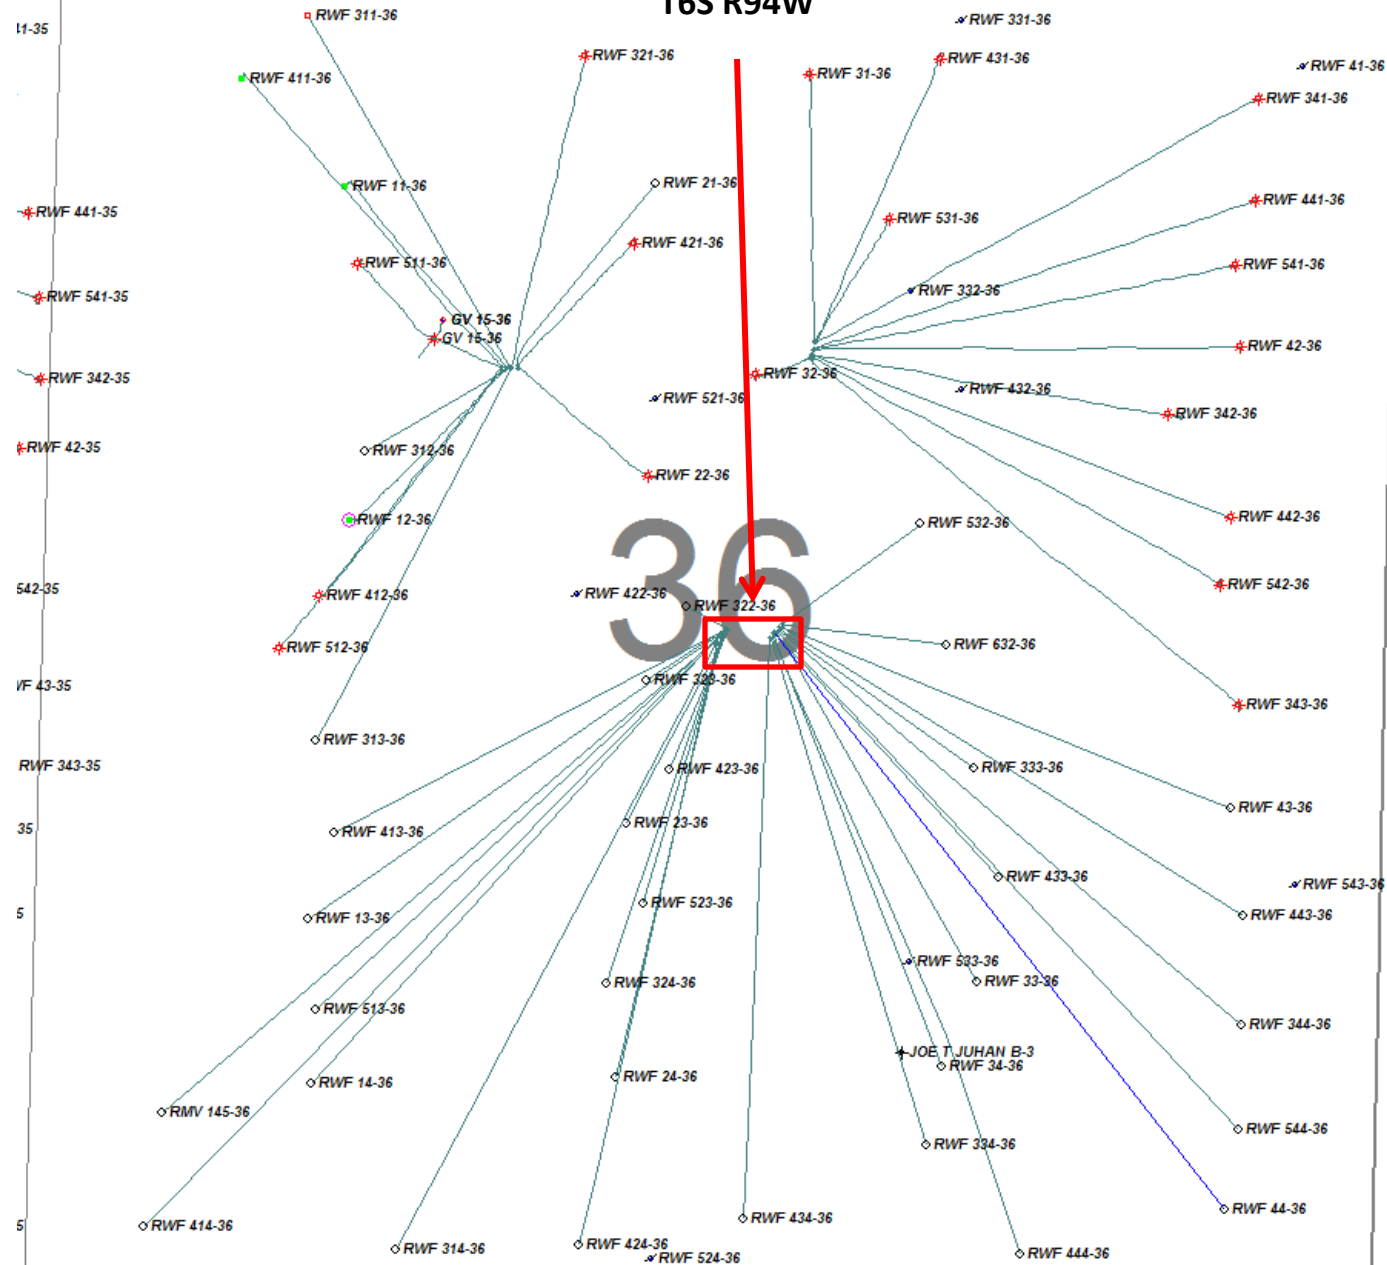 T6S R94W
RWF 311-36
RWF 331-36
41-35
RWF 321-36
RWF 431-36
RWF 41-36
RWF 411-36
RWF 31-36
RWF 341-36
RWF 11-36
RWF 21-36
RWF 441-36
RWF 441-35
RWF 531-36
RWF 421-36
RWF 511-36
RWF 541-36
RWF 332-36
RWF 541-35
GV 15-36
GV 15-36
RWF 42-36
RWF 32-36
RWF 342-35
RWF 432-36
RWF 521-36
RWF 342-36
RWF 42-35
RWF 312-36
RWF 22-36
RWF 442-36
RWF 12-36
RWF 532-36
36
542-35
RWF 542-36
RWF 422-36
RWF 412-36
RWF 322-36
RWF 512-36
RWF 632-36
RWF 323-36
WF 43-35
RWF 343-36
RWF 313-36
RWF 343-35
RWF 423-36
RWF 333-36
RWF 43-36
RWF 23-36
35
RWF 413-36
RWF 433-36
RWF 543-36
RWF 523-36
5
RWF 13-36
RWF 443-36
RWF 533-36
RWF 324-36
RWF 33-36
RWF 513-36
RWF 344-36
JOE T JUHAN B-3
RWF 34-36
RWF 24-36
RWF 14-36
RMV 145-36
RWF 544-36
RWF 334-36
RWF 44-36
RWF 434-36
5
RWF 414-36
RWF 424-36
RWF 314-36
RWF 444-36
RWF 524-36